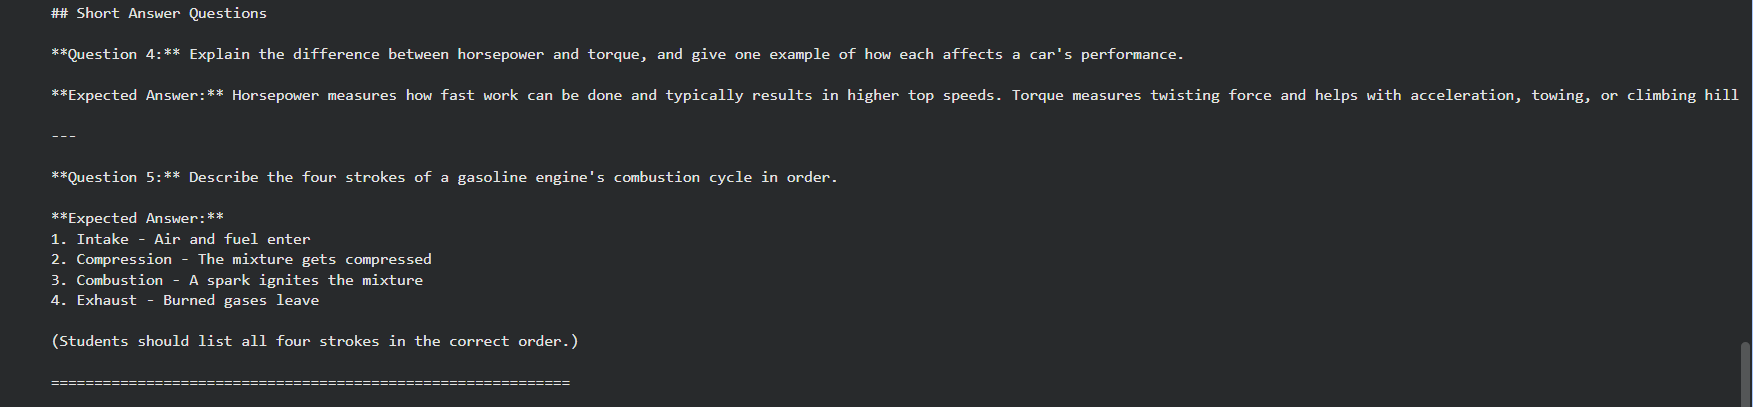 ## Short Answer Questions
**Question 4:** Explain the difference between horsepower and torque, and give one example of how each affects a car's performance.
**Expected Answer:** Horsepower measures how fast work can be done and typically results in higher top speeds. Torque measures twisting force and helps with acceleration, towing, or climbing hill
---
**Question 5:** Describe the four strokes of a gasoline engine's combustion cycle in order.
**Expected Answer:**
1. Intake - Air and fuel enter
2. Compression - The mixture gets compressed
3. Combustion - A spark ignites the mixture
4. Exhaust - Burned gases leave
(Students should list all four strokes in the correct order.)
============================================================